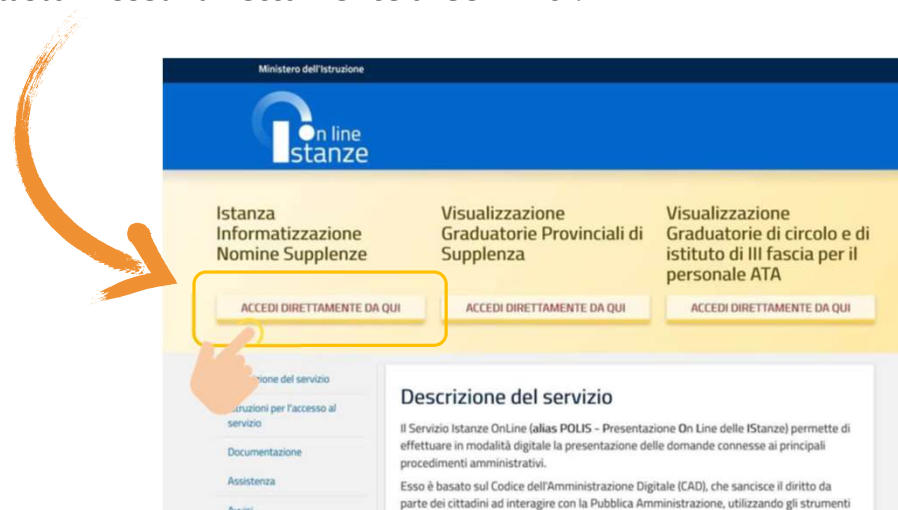 Ministero dell'Istruzione
On line
Istanze
Istanza
Informatizzazione
Nomine Supplenze
ACCEDI DIRETTAMENTE DA QUI
Visualizzazione
Graduatorie Provinciali di
Supplenza
ACCEDI DIRETTAMENTE DA QUI
Visualizzazione
Graduatorie di circolo e di
istituto di III fascia per il
personale ATA
ACCEDI DIRETTAMENTE DA QUI
del servizio
per l'accesso al
servizio
Documentazione
Assistenza
Descrizione del servizio
Il Servizio Istanze OnLine (alias POLIS - Presentazione On Line delle IStanze) permette di
effettuare in modalità digitale la presentazione delle domande connesse ai principali
procedimenti amministrativi.
Esso è basato sul Codice dell'Amministrazione Digitale (CAD), che sancisce il diritto da
parte dei cittadini ad interagire con la Pubblica Amministrazione, utilizzando gli strumenti